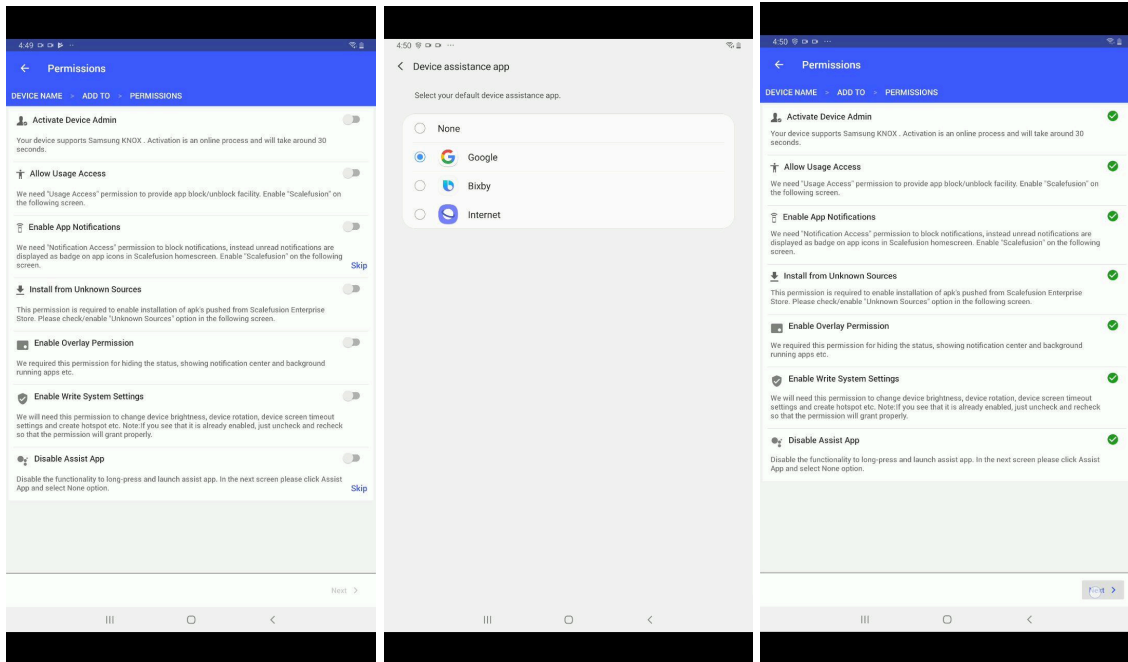 4:49
Permissions
DEVICE NAME > ADD TO > PERMISSIONS
Activate Device Admin
Your device supports Samsung KNOX . Activation is an online process and will take around 30
seconds.
Allow Usage Access
We need "Usage Access" permission to provide app block/unblock facility. Enable "Scalefusion" on
the following screen.
Enable App Notifications
We need "Notification Access" permission to block notifications, instead unread notifications are
displayed as badge on app icons in Scalefusion homescreen. Enable "Scalefusion" on the following
screen.
Skip
Install from Unknown Sources
This permission is required to enable installation of apk's pushed from Scalefusion Enterprise
Store. Please check/enable "Unknown Sources" option in the following screen.
Enable Overlay Permission
We required this permission for hiding the status, showing notification center and background
running apps etc.
Enable Write System Settings
We will need this permission to change device brightness, device rotation, device screen timeout
settings and create hotspot etc. Note:If you see that it is already enabled, just uncheck and recheck
so that the permission will grant properly.
Disable Assist App
Disable the functionality to long-press and launch assist app. In the next screen please click Assist
App and select None option.
Skip
Next >
4:50
Device assistance app
Select your default device assistance app.
None
Google
Bixby
Internet
4:50
Permissions
DEVICE NAME > ADD TO > PERMISSIONS
Activate Device Admin
Your device supports Samsung KNOX . Activation is an online process and will take around 30
seconds.
Allow Usage Access
We need "Usage Access" permission to provide app block/unblock facility. Enable "Scalefusion" on
the following screen.
Enable App Notifications
We need "Notification Access" permission to block notifications, instead unread notifications are
displayed as badge on app icons in Scalefusion homescreen. Enable "Scalefusion" on the following
screen.
Install from Unknown Sources
This permission is required to enable installation of apk's pushed from Scalefusion Enterprise
Store. Please check/enable "Unknown Sources" option in the following screen.
Enable Overlay Permission
We required this permission for hiding the status, showing notification center and background
running apps etc.
Enable Write System Settings
We will need this permission to change device brightness, device rotation, device screen timeout
settings and create hotspot etc. Note:If you see that it is already enabled, just uncheck and recheck
so that the permission will grant properly.
Disable Assist App
Disable the functionality to long-press and launch assist app. In the next screen please click Assist
App and select None option.
Next >